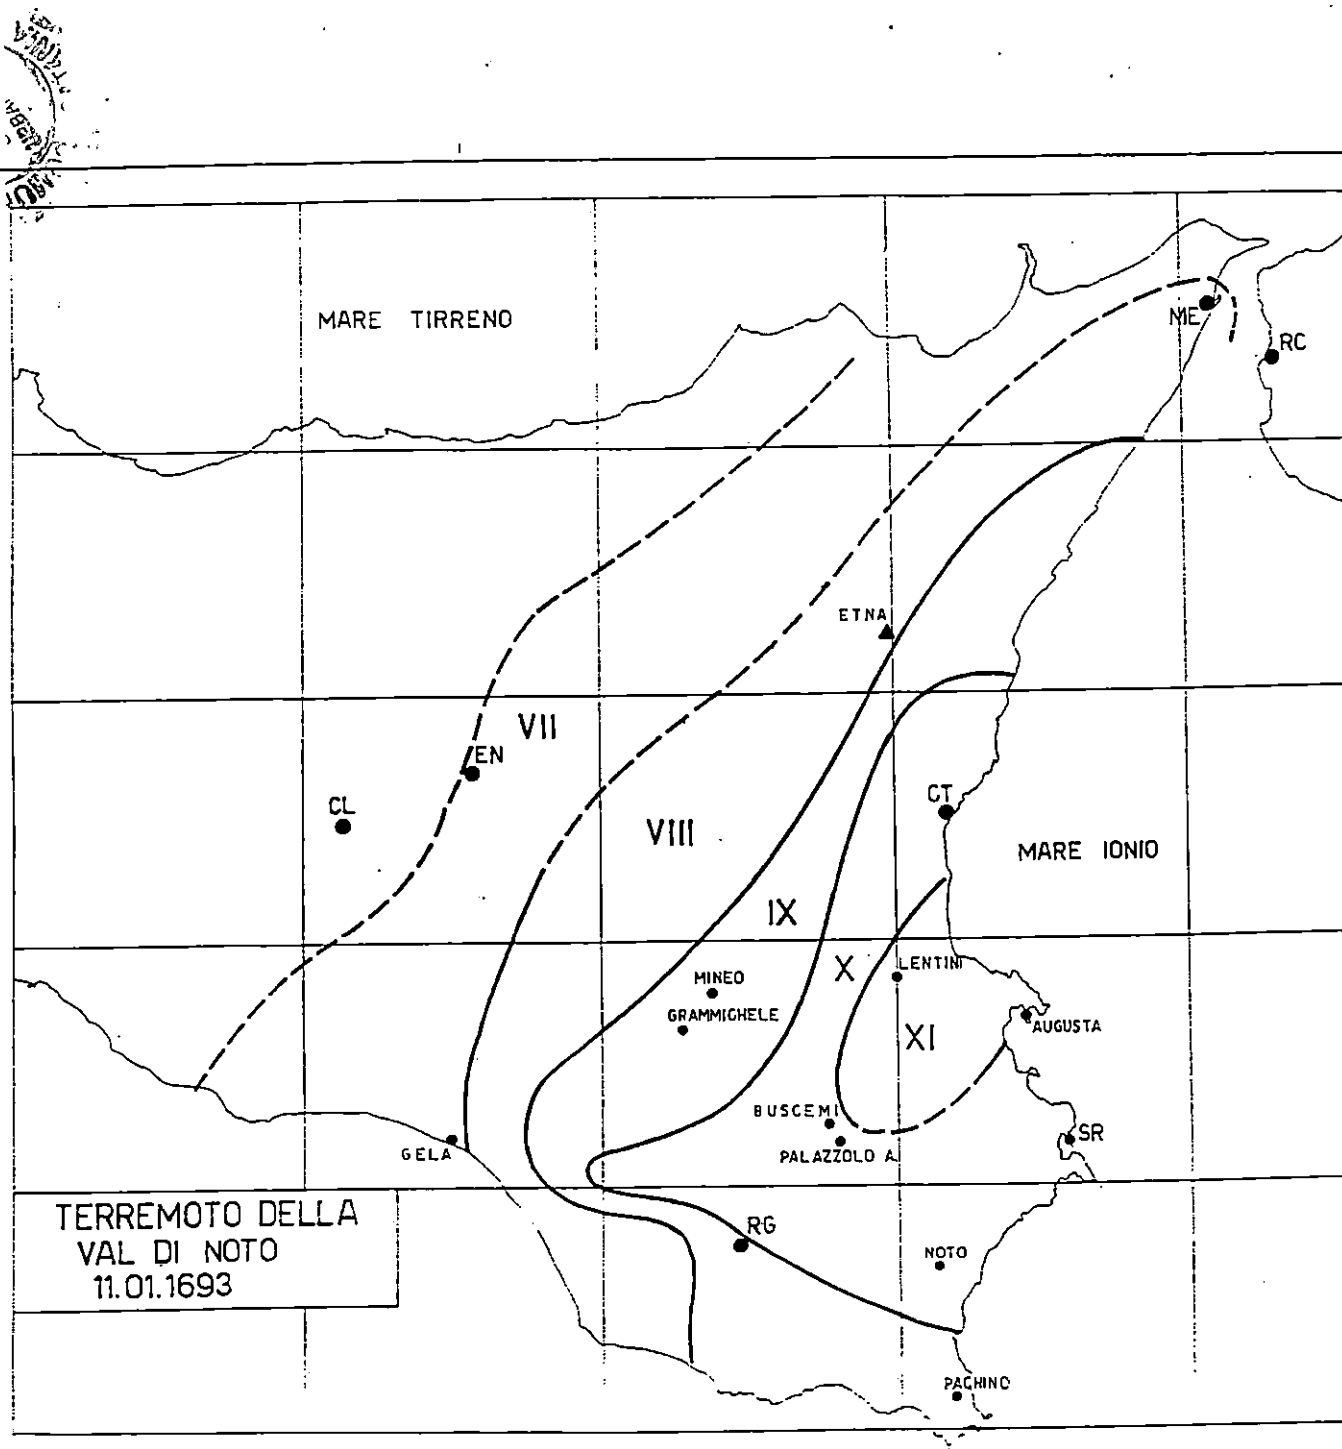 MARE TIRRENO
ME
RC
ETNA
VII
EN
CL
VIII
CT
MARE IONIO
IX
X
LENTINI
MINEO
GRAMMICHELE
XI
AUGUSTA
BUSCEMI
PALAZZOLO A.
SR
GELA
TERREMOTO DELLA
VAL DI NOTO
11.01.1693
RG
NOTO
PACHINO